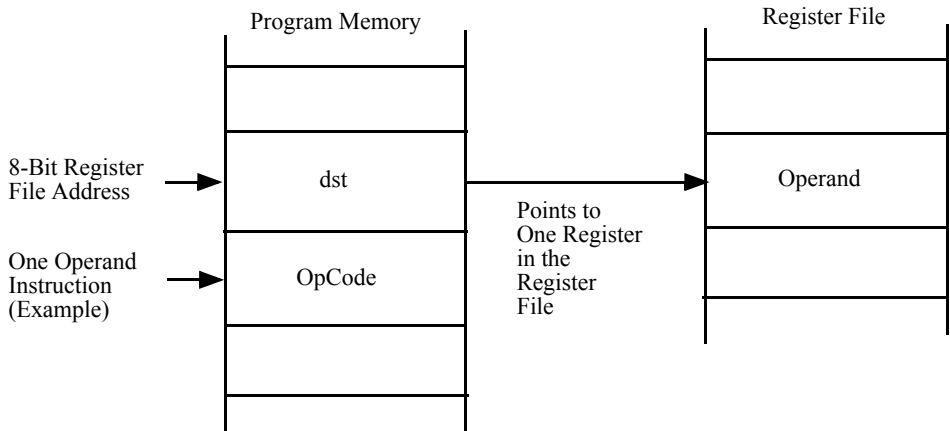 Program Memory
Register File
8-Bit Register
File Address
dst
Operand
Points to
One Register
in the
Register
File
One Operand
Instruction
(Example)
OpCode